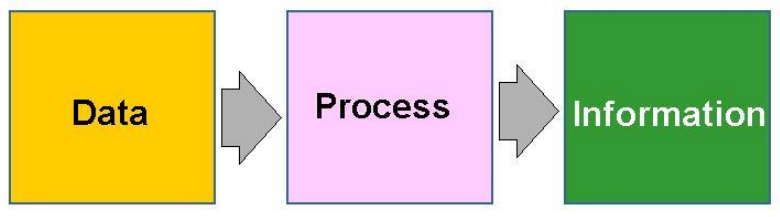 Data
Process
Information